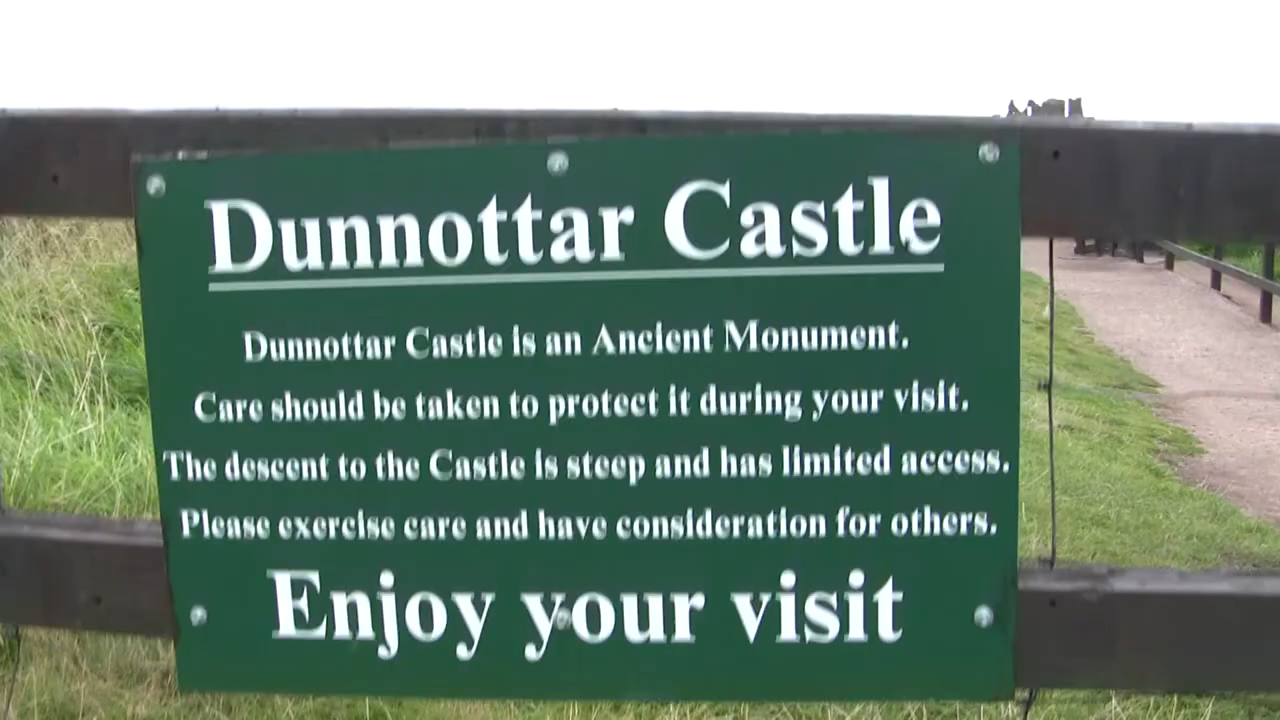 Dunnottar Castle
Dunnottar Castle is an Ancient Monument.
Care should be taken to protect it during your visit.
The descent to the Castle is steep and has limited access.
Please exercise care and have consideration for others.
Enjoy your visit